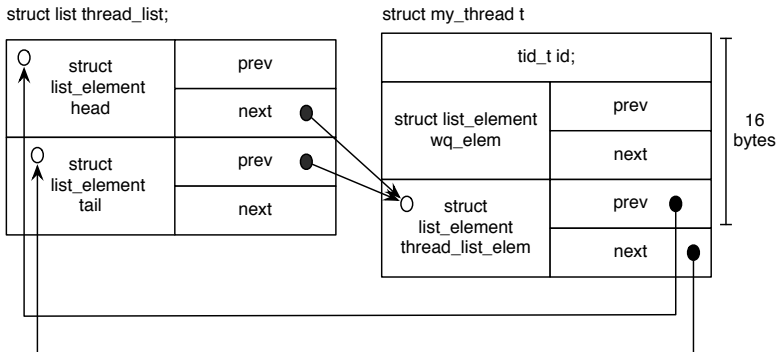 struct list thread_list;
struct
list_element
head
prev
next
struct
list_element
tail
prev
next
struct my_thread t
tid_t id;
struct list_element
wq_elem
prev
next
struct
list_element
thread_list_elem
prev
next
16
bytes